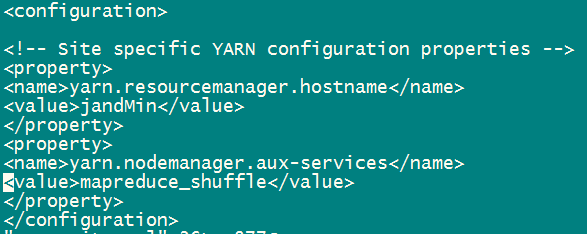 <configuration>

<!-- Site specific YARN configuration properties -->
<property>
<name>yarn.resourcemanager.hostname</name>
<value>jandMin</value>
</property>
<property>
<name>yarn.nodemanager.aux-services</name>
<value>mapreduce_shuffle</value>
</property>
</configuration>